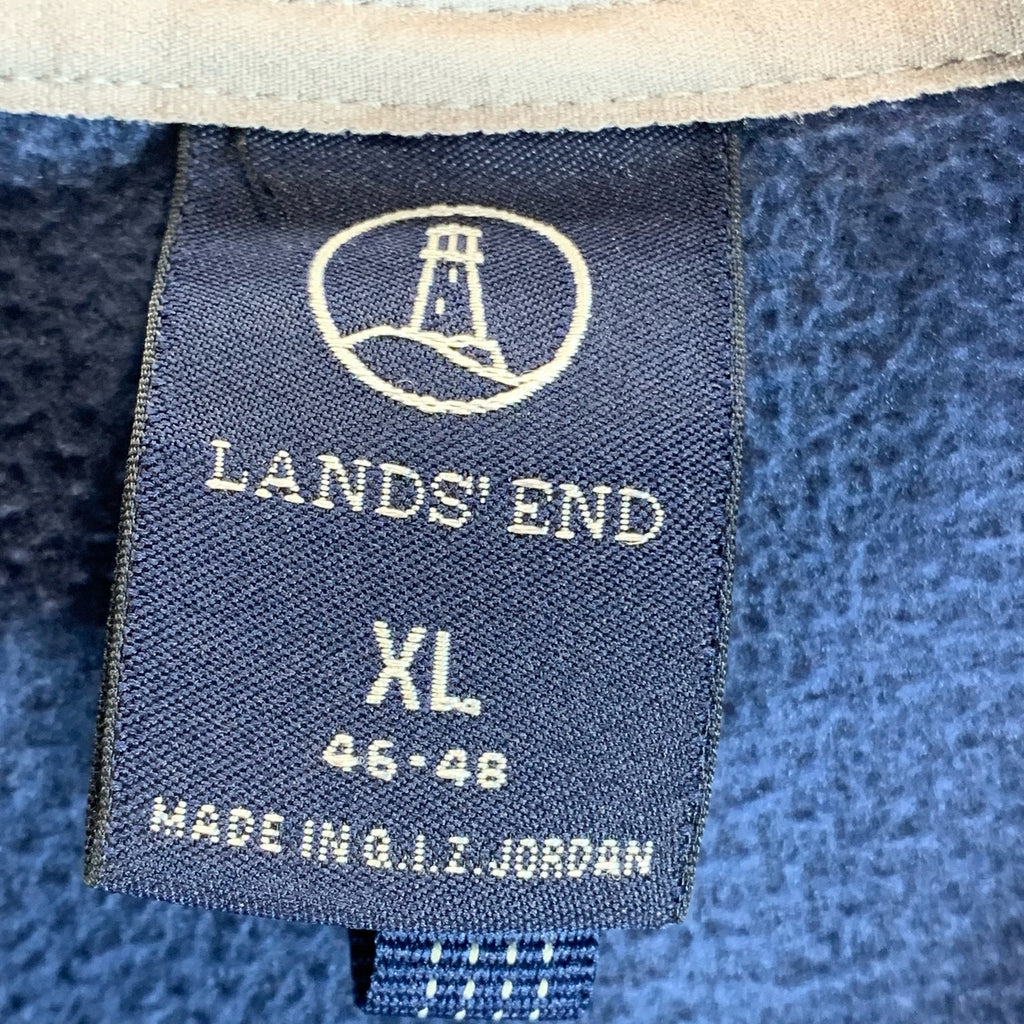 LANDS' END
XL
46-48
MADE IN Q.I.Z.JORDAN